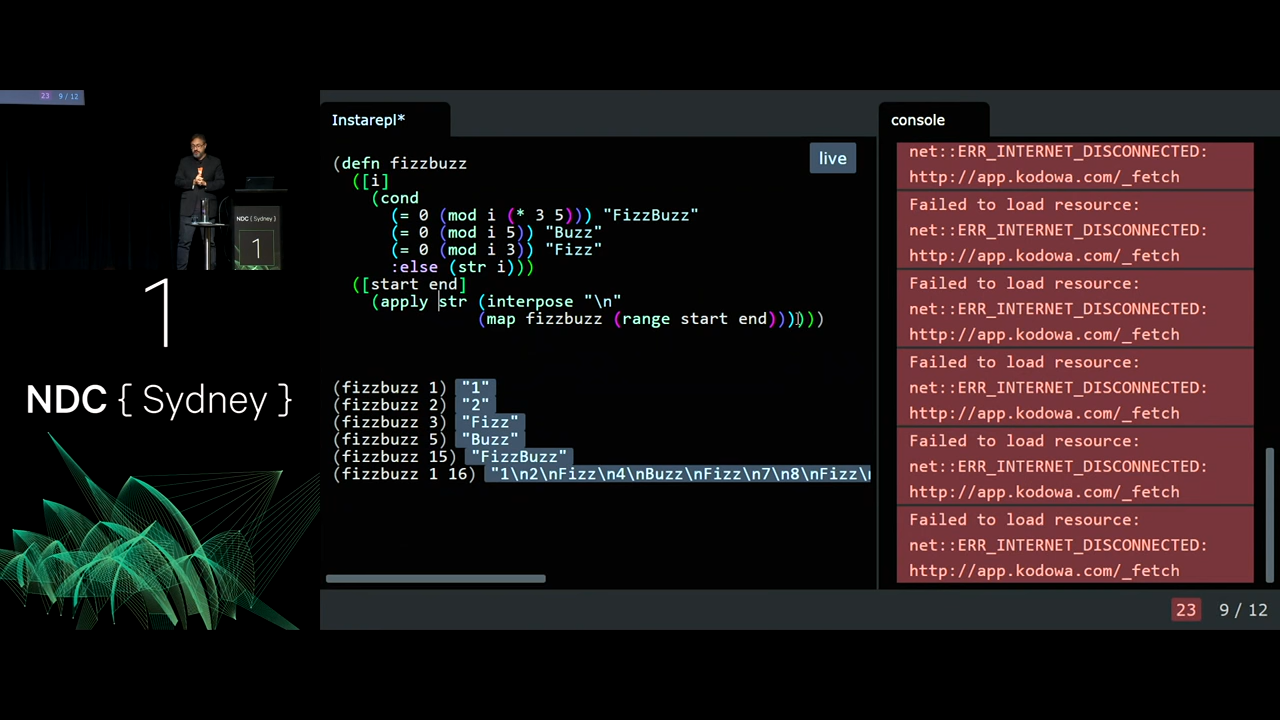 23 9 / 12
NDC { Sydney }
1
1
NDC { Sydney }
Instarepl*
live
(defn fizzbuzz
([i]
(cond
(= 0 (mod i (* 3 5))) "FizzBuzz"
(= 0 (mod i 5)) "Buzz"
(= 0 (mod i 3)) "Fizz"
:else (str i)))
([start end]
(apply str (interpose "\n"
(map fizzbuzz (range start end))))))
(fizzbuzz 1) "1"
(fizzbuzz 2) "2"
(fizzbuzz 3) "Fizz"
(fizzbuzz 5) "Buzz"
(fizzbuzz 15) "FizzBuzz"
(fizzbuzz 1 16) "1\n2\nFizz\n4\nBuzz\nFizz\n7\n8\nFizz\
console
net::ERR_INTERNET_DISCONNECTED:
http://app.kodowa.com/_fetch
Failed to load resource:
net::ERR_INTERNET_DISCONNECTED:
http://app.kodowa.com/_fetch
Failed to load resource:
net::ERR_INTERNET_DISCONNECTED:
http://app.kodowa.com/_fetch
Failed to load resource:
net::ERR_INTERNET_DISCONNECTED:
http://app.kodowa.com/_fetch
Failed to load resource:
net::ERR_INTERNET_DISCONNECTED:
http://app.kodowa.com/_fetch
Failed to load resource:
net::ERR_INTERNET_DISCONNECTED:
http://app.kodowa.com/_fetch
23 9 / 12